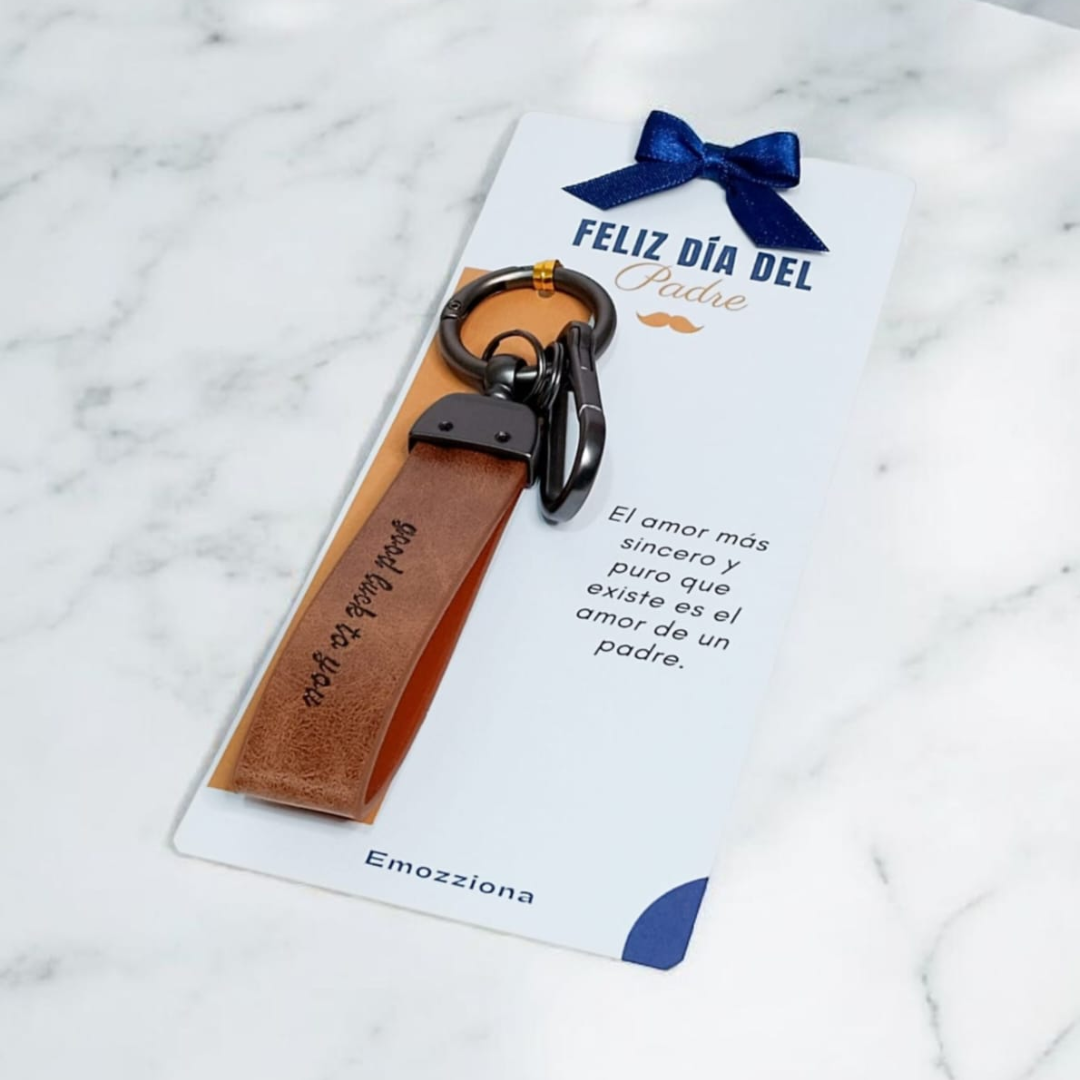 FELIZ DÍA DEL
Padre
good luck to you
El amor más
sincero y
puro que
existe es el
amor de un
padre.
Emozziona